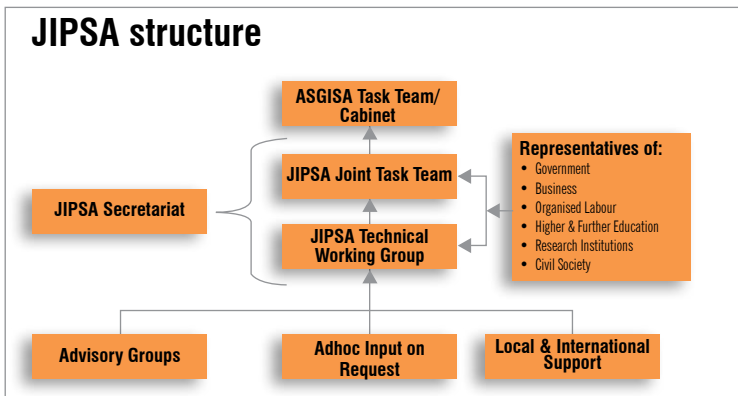 JIPSA structure
ASGISA Task Team/
Cabinet
JIPSA Joint Task Team
JIPSA Secretariat
JIPSA Technical
Working Group
Representatives of:
• Government
• Business
• Organised Labour
• Higher & Further Education
• Research Institutions
• Civil Society
Advisory Groups
Adhoc Input on
Request
Local & International
Support